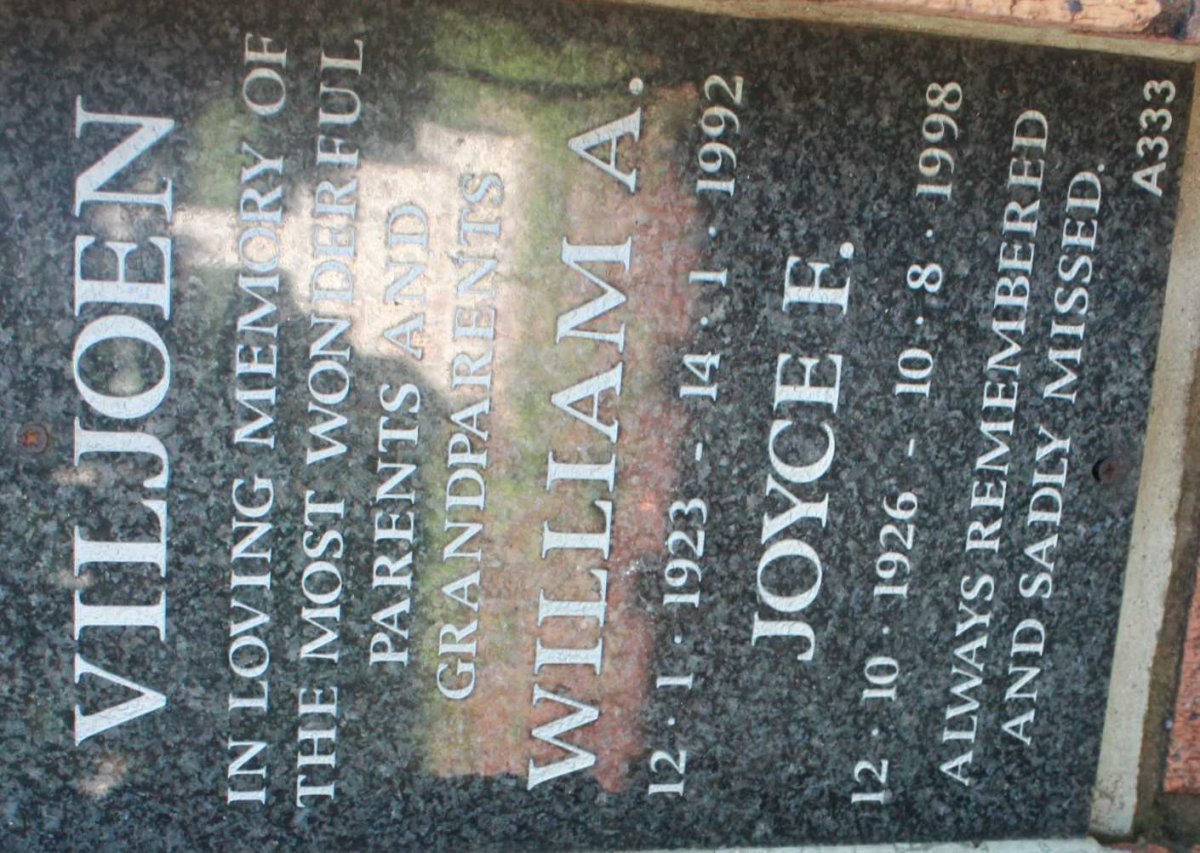 VILJOEN
IN LOVING MEMORY OF
THE MOST WONDERFUL
PARENTS AND
GRANDPARENTS
WILLIAM A.
12 · 1 · 1923 - 14 · 1 · 1992
JOYCE F.
12 · 10 · 1926 - 10 · 8 · 1998
ALWAYS REMEMBERED
AND SADLY MISSED.
A333